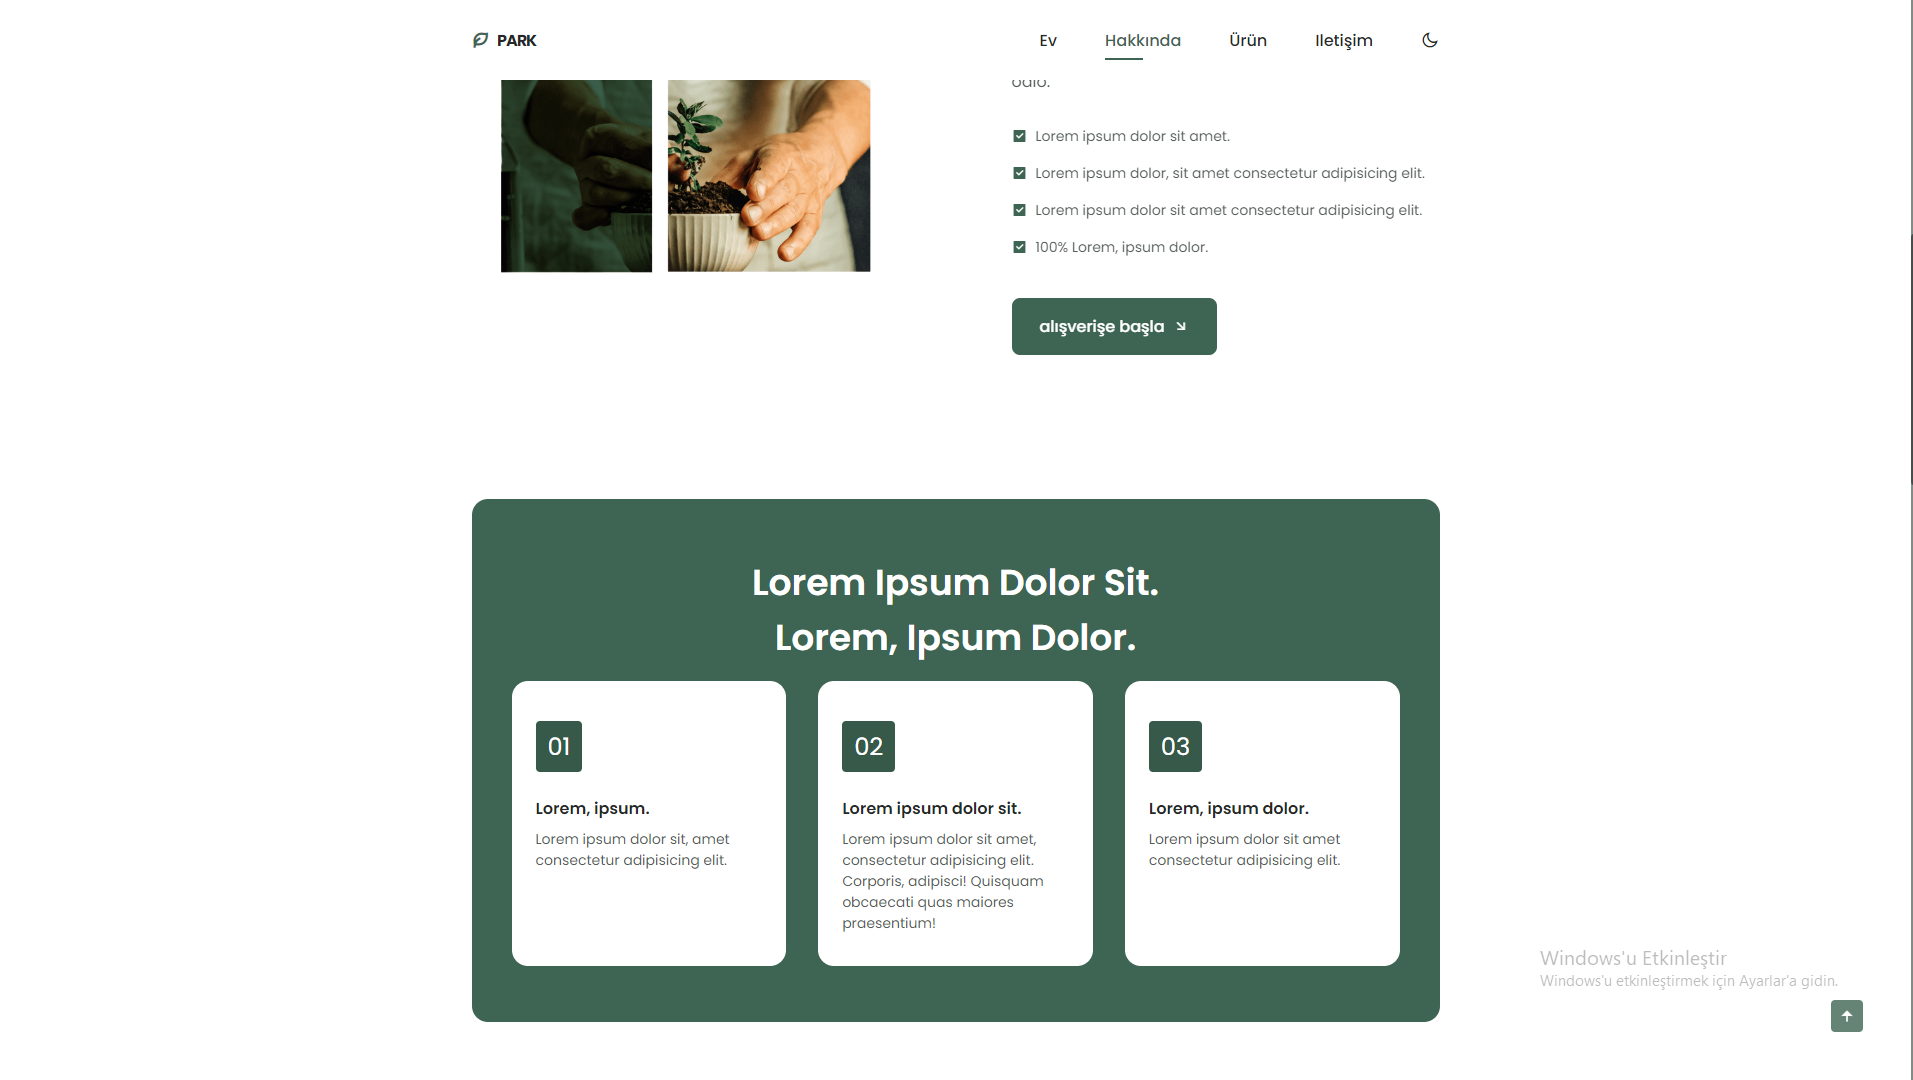 PARK
Ev
Hakkında
Ürün
Iletişim
odio.
Lorem ipsum dolor sit amet.
Lorem ipsum dolor, sit amet consectetur adipisicing elit.
Lorem ipsum dolor sit amet consectetur adipisicing elit.
100% Lorem, ipsum dolor.
alışverişe başla
Lorem Ipsum Dolor Sit.
Lorem, Ipsum Dolor.
01
Lorem, ipsum.
Lorem ipsum dolor sit, amet
consectetur adipisicing elit.
02
Lorem ipsum dolor sit.
Lorem ipsum dolor sit amet,
consectetur adipisicing elit.
Corporis, adipisci! Quisquam
obcaecati quas maiores
praesentium!
03
Lorem, ipsum dolor.
Lorem ipsum dolor sit amet
consectetur adipisicing elit.
Windows'u Etkinleştir
Windows'u etkinleştirmek için Ayarlar'a gidin.